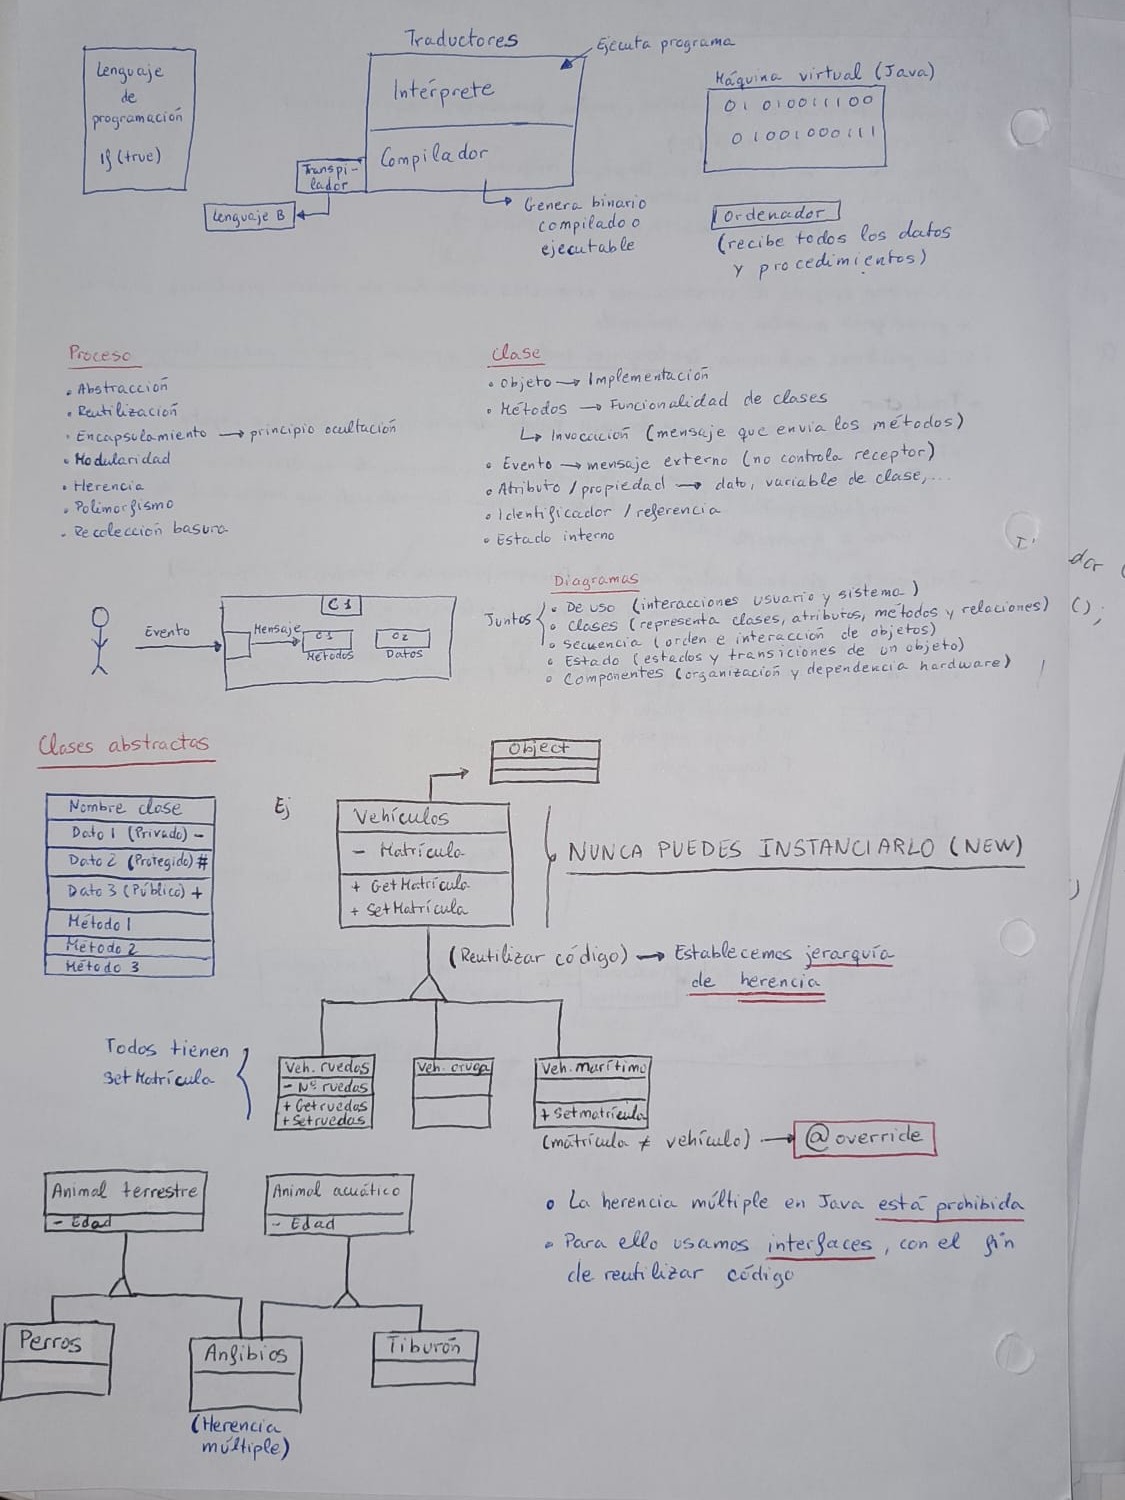 Traductores
Ejecuta programa
Lenguaje
de
programación
If (true)
Intérprete
Compilador
Transpi-
lador
Lenguaje B
Genera binario
compilado o
ejecutable
Máquina virtual (Java)
01 010011100
01001000111
Ordenador
(recibe todos los datos
y procedimientos)
Proceso
• Abstracción
• Reutilización
• Encapsulamiento → principio ocultación
• Modularidad
• Herencia
• Polimorfismo
• Recolección basura
Clase
• Objeto → Implementación
• Métodos → Funcionalidad de clases
↳ Invocación (mensaje que envía los métodos)
• Evento → mensaje externo (no controla receptor)
• Atributo / propiedad → dato, variable de clase,...
• Identificador / referencia
• Estado interno
Evento
C1
Mensaje
Métodos
O2
Datos
Diagramas
Juntos
• De uso (interacciones usuario y sistema)
• Clases (representa clases, atributos, métodos y relaciones)
• Secuencia (orden e interacción de objetos)
• Estado (estados y transiciones de un objeto)
• Componentes (organización y dependencia hardware)
dor (
();
Clases abstractas
Nombre clase
Dato 1 (Privado) -
Dato 2 (Protegido) #
Dato 3 (Público) +
Método 1
Método 2
Método 3
Ej
Object
Vehículos
- Matrícula
+ GetMatrícula
+ SetMatrícula
NUNCA PUEDES INSTANCIARLO (NEW)
(Reutilizar código) → Establecemos jerarquía
de herencia
Todos tienen
SetMatrícula
Veh. ruedas
- Nº ruedas
+ Getruedas
+ Setruedas
Veh. oruga
Veh. marítimo
+ Setmatrícula
(matrícula ≠ vehículo) → @override
Animal terrestre
- Edad
Animal acuático
- Edad
Perros
Anfibios
Tiburón
(Herencia
múltiple)
• La herencia múltiple en Java está prohibida
• Para ello usamos interfaces, con el fin
de reutilizar código